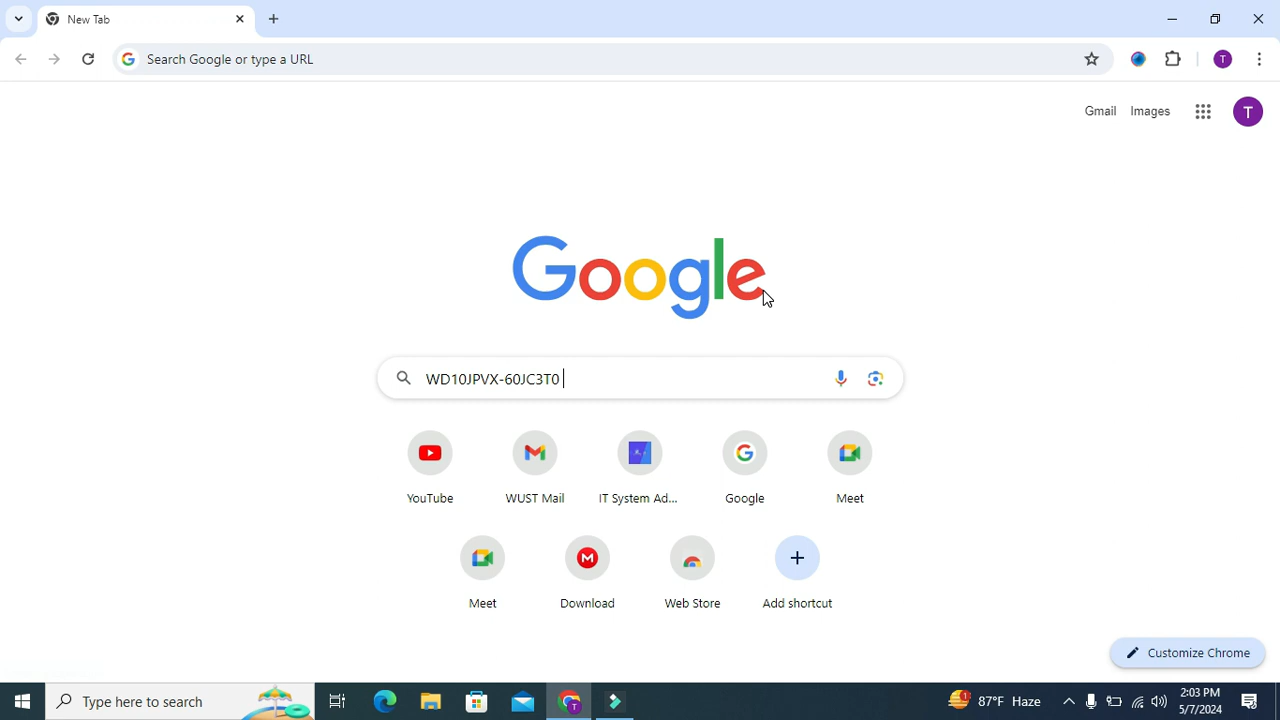 New Tab
Search Google or type a URL
T
Gmail Images T
Google
WD10JPVX-60JC3T0
YouTube WUST Mail IT System Ad... Google Meet
M
Meet Download Web Store Add shortcut
Customize Chrome
Type here to search
T
1 87°F Haze
2:03 PM
5/7/2024